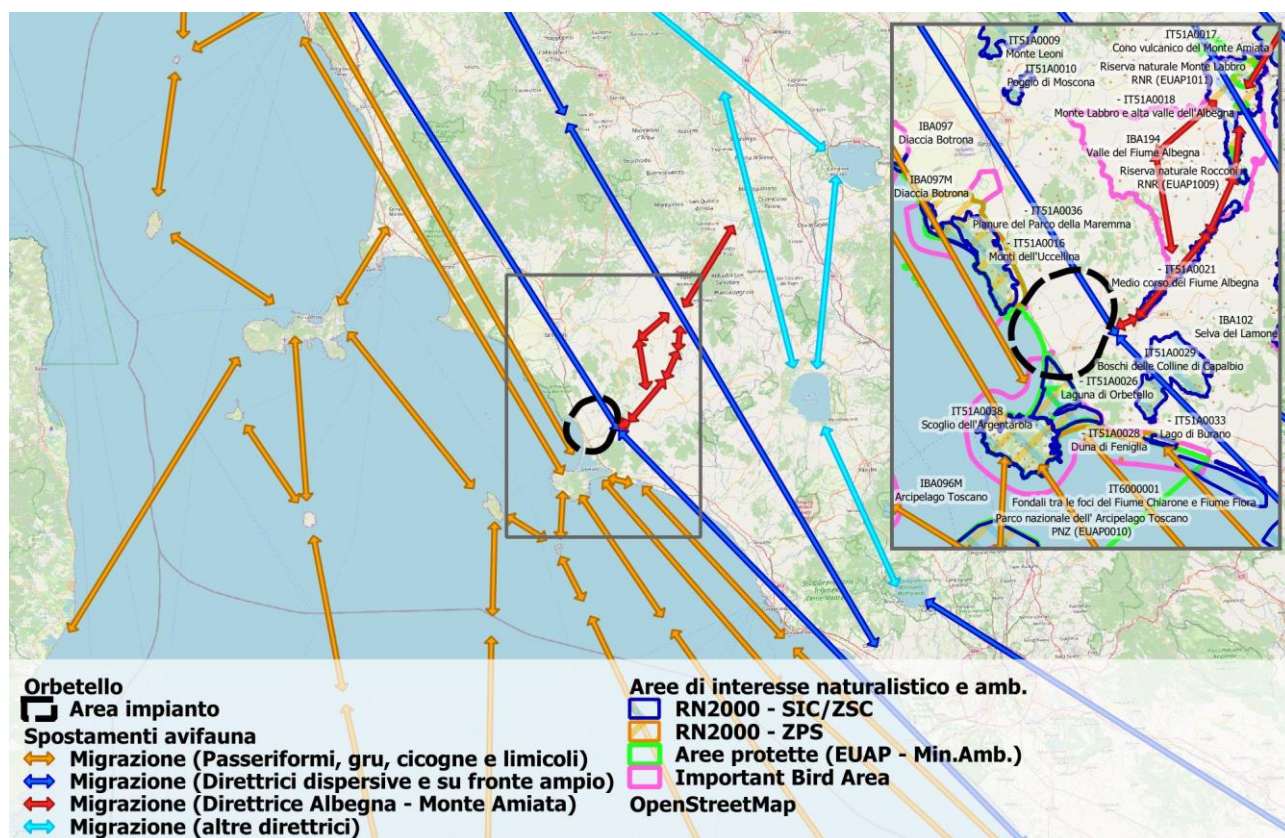 IT51A0009
Monte Leoni
IT51A0010
Poggio di Moscona
IT51A0017
Cono vulcanico del Monte Amiata
Riserva naturale Monte Labbro
RNR (EUAP1011)
- IT51A0018
Monte Labbro e alta valle dell'Albegna
IBA097
Diaccia Botrona
IBA194
Valle del Fiume Albegna
Riserva naturale Rocconi
RNR (EUAP1009)
IBA097M
Diaccia Botrona
- IT51A0036
Pianure del Parco della Maremma
- IT51A0016
Monti dell'Uccellina
- IT51A0021
Medio corso del Fiume Albegna
IBA102
Selva del Lamone
- IT51A0029
Boschi delle Colline di Capalbio
- IT51A0026
Laguna di Orbetello
IT51A0038
Scoglio dell'Argentarola
- IT51A0033
Lago di Burano
- IT51A0028
Duna di Feniglia
IBA096M
Arcipelago Toscano
IT6000001
Fondali tra le foci del Fiume Chiarone e Fiume Fiora
Parco nazionale dell' Arcipelago Toscano
PNZ (EUAP0010)
Orbetello
Area impianto
Spostamenti avifauna
Migrazione (Passeriformi, gru, cicogne e limicoli)
Migrazione (Direttrici dispersive e su fronte ampio)
Migrazione (Direttrice Albegna - Monte Amiata)
Migrazione (altre direttrici)
Aree di interesse naturalistico e amb.
RN2000 - SIC/ZSC
RN2000 - ZPS
Aree protette (EUAP - Min.Amb.)
Important Bird Area
OpenStreetMap